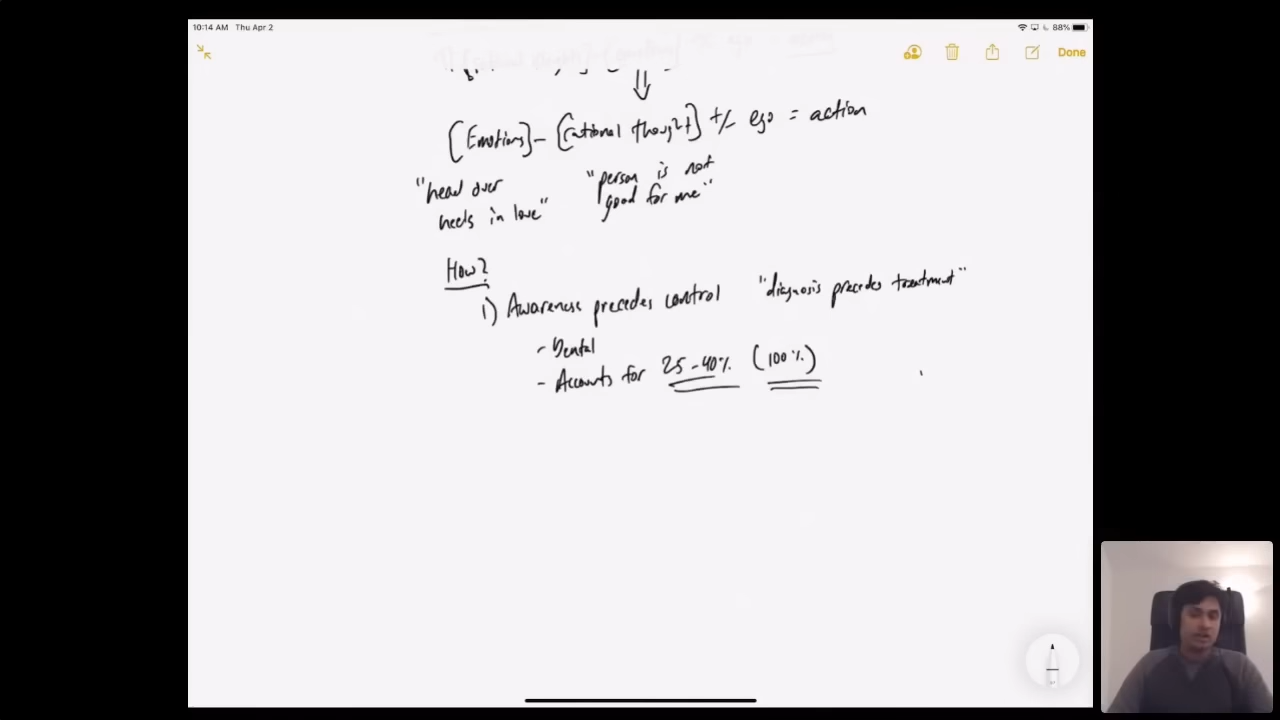 10:14 AM Thu Apr 2
88%
Done
[Emotions] - [rational thought] +/- ego = action
"head over
heels in love"
"person is not
good for me"
How?
1) Awareness precedes control "diagnosis precedes treatment"
- Dental
- Accounts for 25-40% (100%)